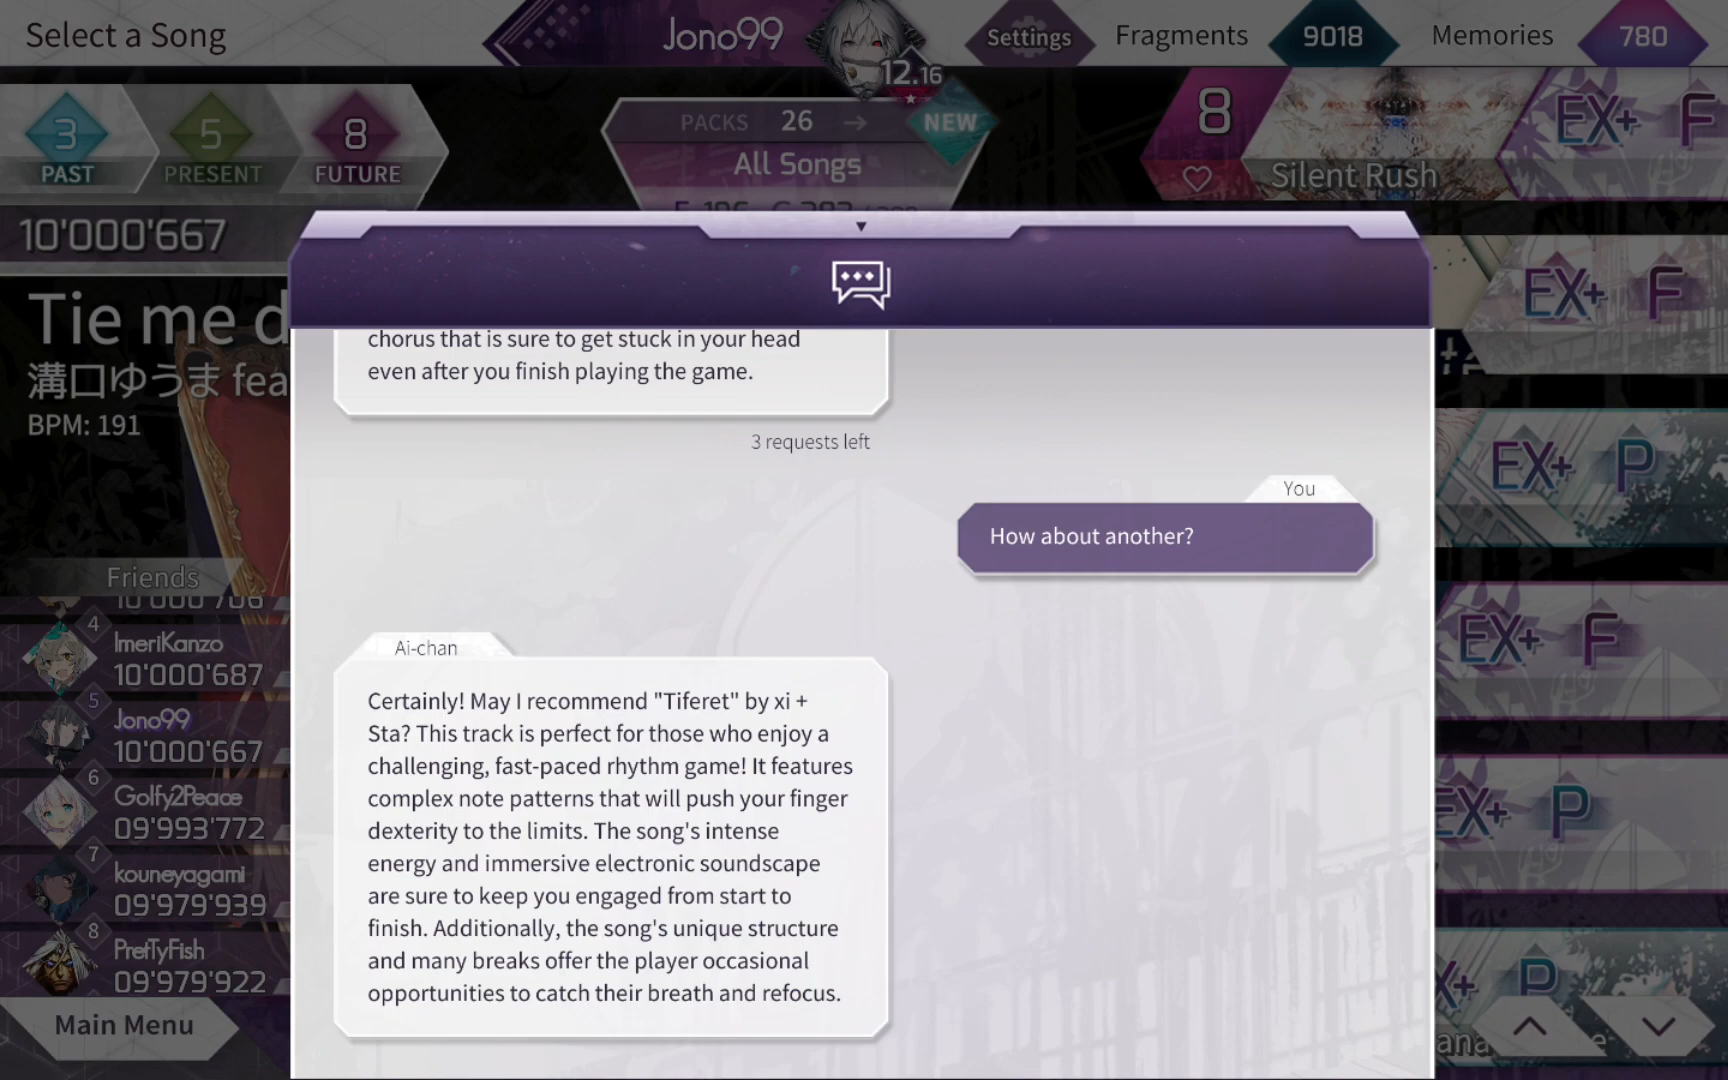 Select a Song
Jono99
12.16
Settings
Fragments
9018
Memories
780
3
PAST
5
PRESENT
8
FUTURE
PACKS 26 →
NEW
All Songs
8
Silent Rush
EX+ F
10'000'667
Tie me d
溝口ゆうま fea
BPM: 191
EX+ F
EX+ P
EX+ F
EX+ P
P
Friends
4
ImeriKanzo
10'000'687
5
Jono99
10'000'667
6
Golfy2Peace
09'993'772
7
kouneyagami
09'979'939
8
PrefTyFish
09'979'922
Main Menu
chorus that is sure to get stuck in your head
even after you finish playing the game.
3 requests left
You
How about another?
Ai-chan
Certainly! May I recommend "Tiferet" by xi +
Sta? This track is perfect for those who enjoy a
challenging, fast-paced rhythm game! It features
complex note patterns that will push your finger
dexterity to the limits. The song's intense
energy and immersive electronic soundscape
are sure to keep you engaged from start to
finish. Additionally, the song's unique structure
and many breaks offer the player occasional
opportunities to catch their breath and refocus.